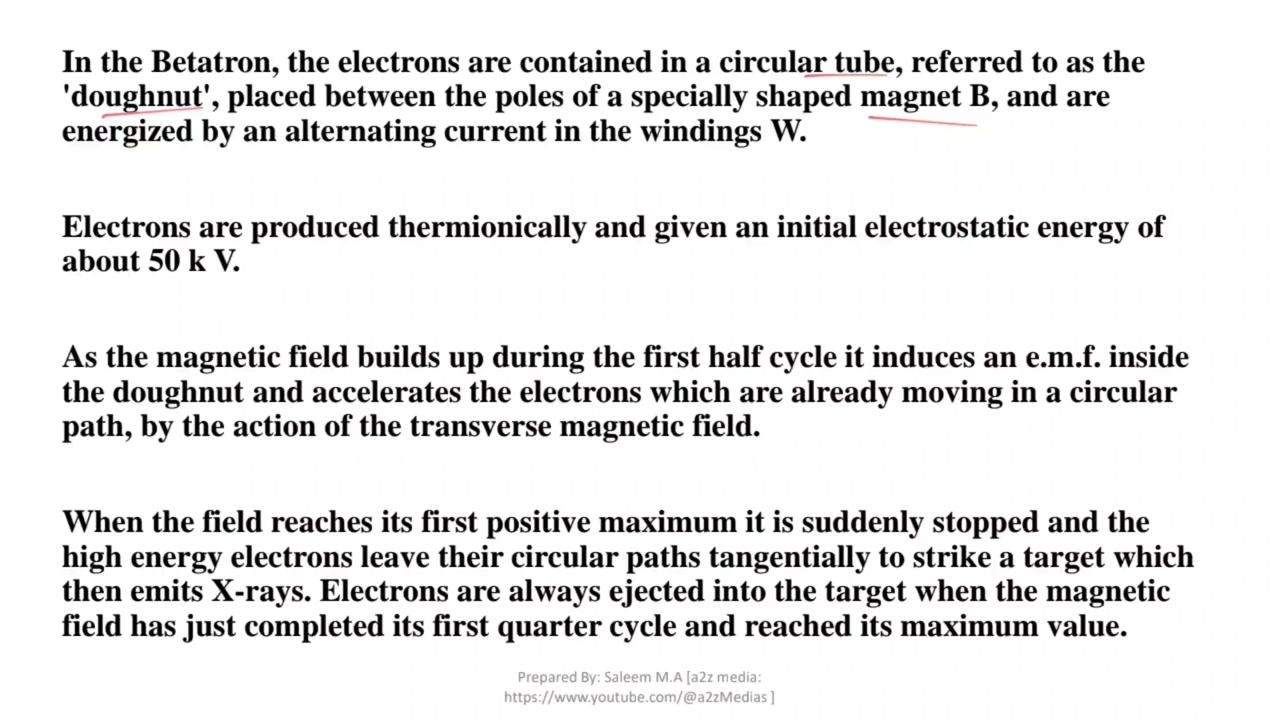 In the Betatron, the electrons are contained in a circular tube, referred to as the
'doughnut', placed between the poles of a specially shaped magnet B, and are
energized by an alternating current in the windings W.
Electrons are produced thermionically and given an initial electrostatic energy of
about 50 k V.
As the magnetic field builds up during the first half cycle it induces an e.m.f. inside
the doughnut and accelerates the electrons which are already moving in a circular
path, by the action of the transverse magnetic field.
When the field reaches its first positive maximum it is suddenly stopped and the
high energy electrons leave their circular paths tangentially to strike a target which
then emits X-rays. Electrons are always ejected into the target when the magnetic
field has just completed its first quarter cycle and reached its maximum value.
Prepared By: Saleem M.A [a2z media:
https://www.youtube.com/@a2zMedias ]